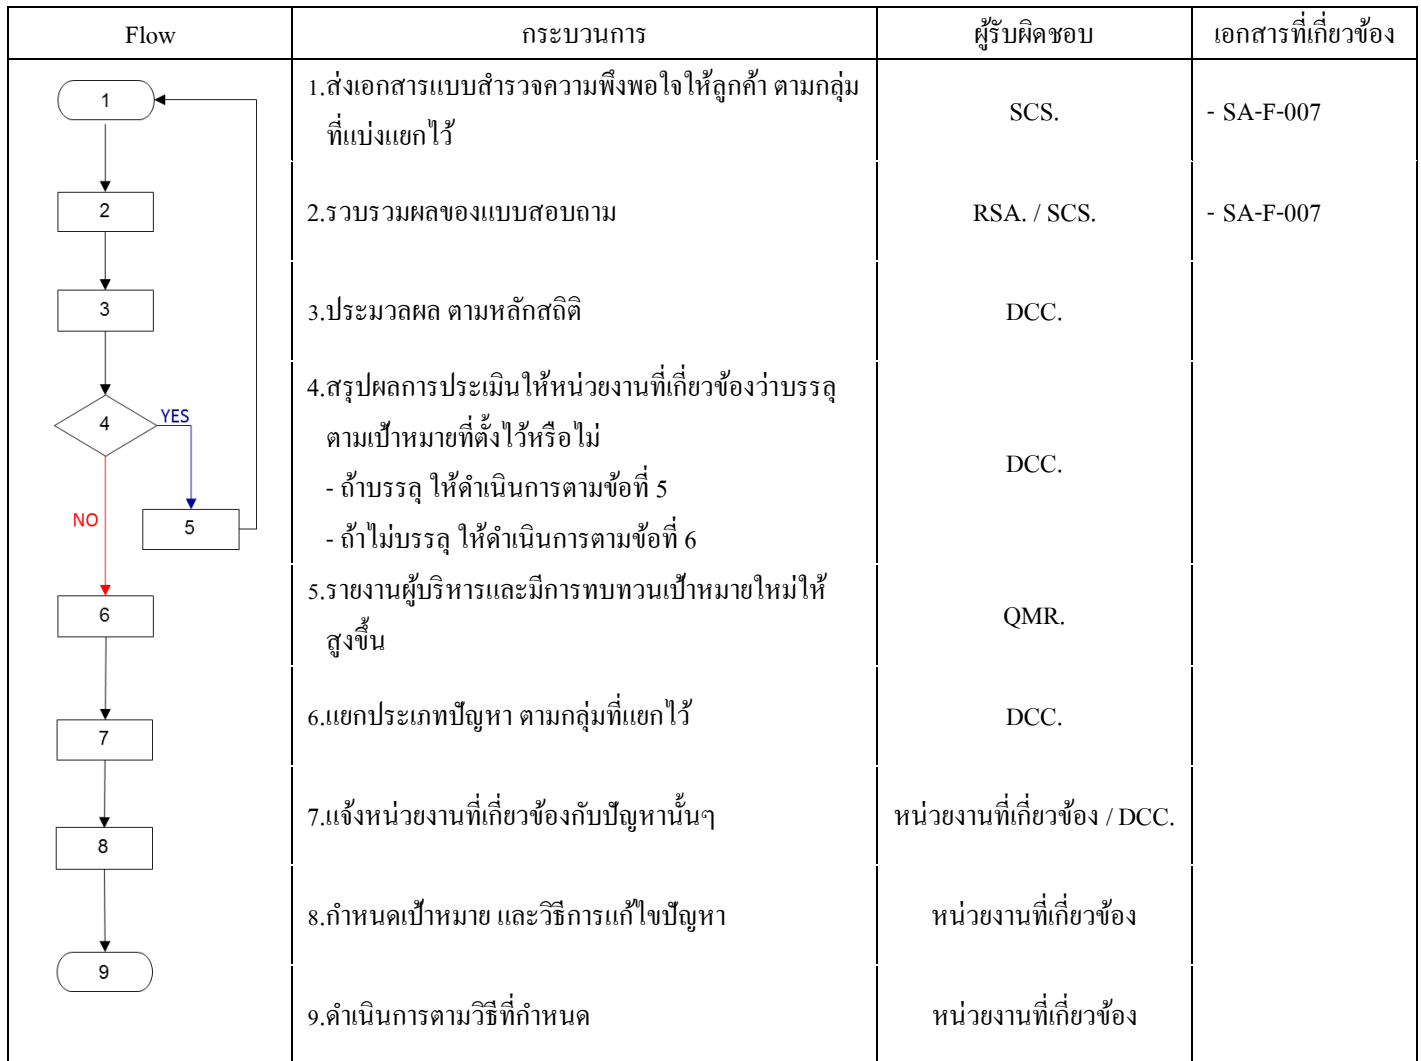 Flow กระบวนการ ผู้รับผิดชอบ เอกสารที่เกี่ยวข้อง
1
1.ส่งเอกสารแบบสำรวจความพึงพอใจให้ลูกค้า ตามกลุ่ม
ที่แบ่งแยกไว้
SCS.
- SA-F-007
2
2.รวบรวมผลของแบบสอบถาม
RSA. / SCS.
- SA-F-007
3
3.ประมวลผล ตามหลักสถิติ
DCC.
4
YES
NO
4.สรุปผลการประเมินให้หน่วยงานที่เกี่ยวข้องว่าบรรลุ
ตามเป้าหมายที่ตั้งไว้หรือไม่
- ถ้าบรรลุ ให้ดำเนินการตามข้อที่ 5
- ถ้าไม่บรรลุ ให้ดำเนินการตามข้อที่ 6
DCC.
5
5.รายงานผู้บริหารและมีการทบทวนเป้าหมายใหม่ให้
สูงขึ้น
QMR.
6
6.แยกประเภทปัญหา ตามกลุ่มที่แยกไว้
DCC.
7
7.แจ้งหน่วยงานที่เกี่ยวข้องกับปัญหานั้นๆ
หน่วยงานที่เกี่ยวข้อง / DCC.
8
8.กำหนดเป้าหมาย และวิธีการแก้ไขปัญหา
หน่วยงานที่เกี่ยวข้อง
9
9.ดำเนินการตามวิธีที่กำหนด
หน่วยงานที่เกี่ยวข้อง